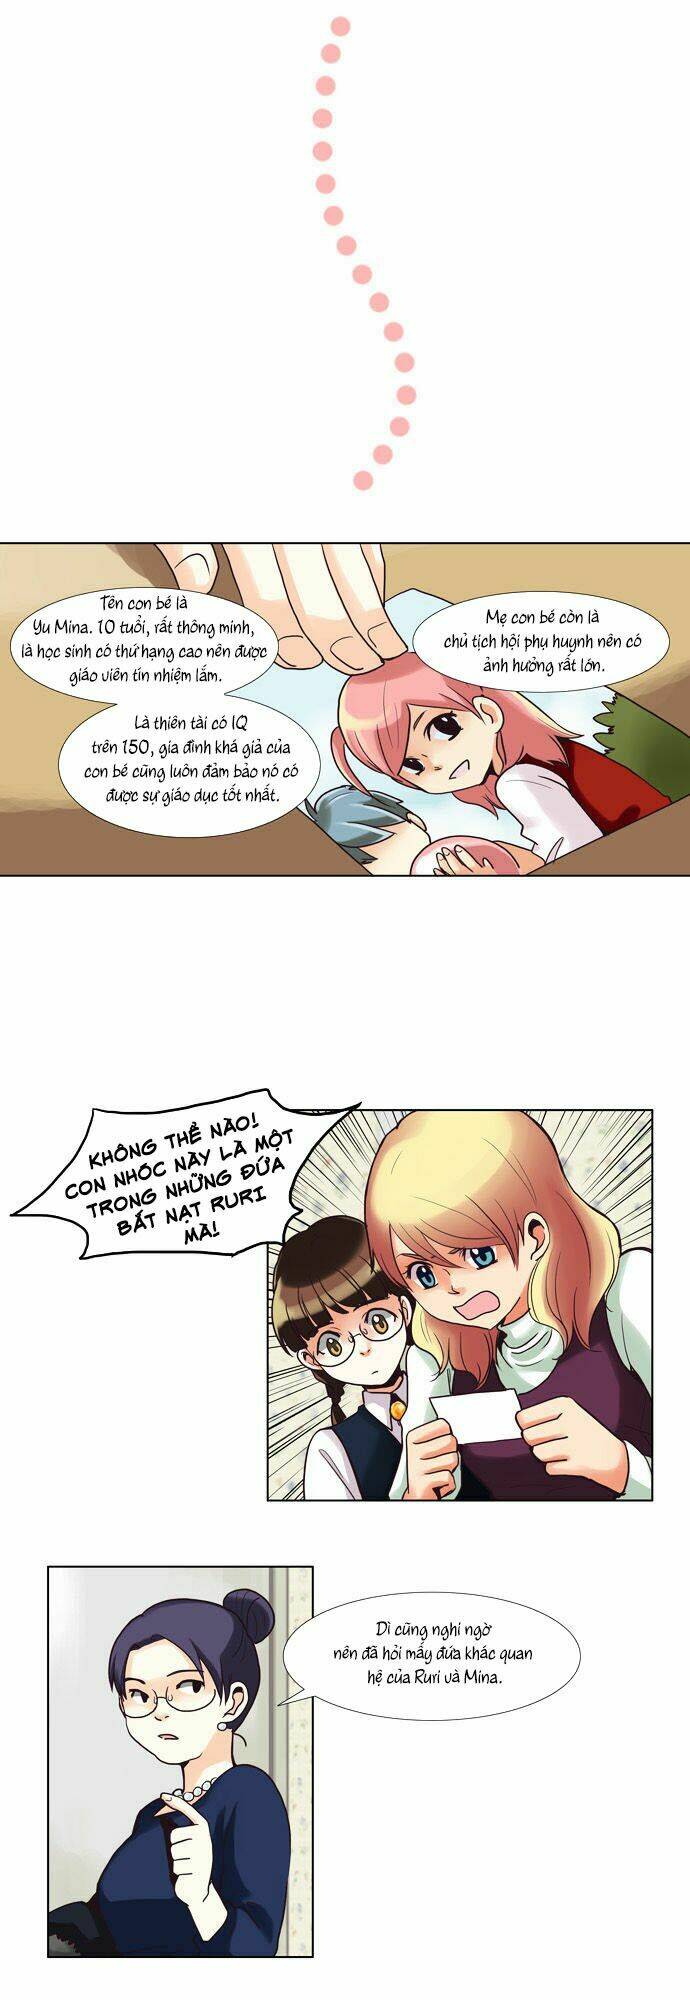 Tên con bé là
Yu Mina. 10 tuổi, rất thông minh,
là học sinh có thứ hạng cao nên được
giáo viên tín nhiệm lắm.
Mẹ con bé còn là
chủ tịch hội phụ huynh nên có
ảnh hưởng rất lớn.
Là thiên tài có IQ
trên 150, gia đình khá giả của
con bé cũng luôn đảm bảo nó có
được sự giáo dục tốt nhất.
KHÔNG THỂ NÀO!
CON NHÓC NÀY LÀ MỘT
TRONG NHỮNG ĐỨA
BẮT NẠT RURI
MÀ!
Dì cũng nghi ngờ
nên đã hỏi mấy đứa khác quan
hệ của Ruri và Mina.